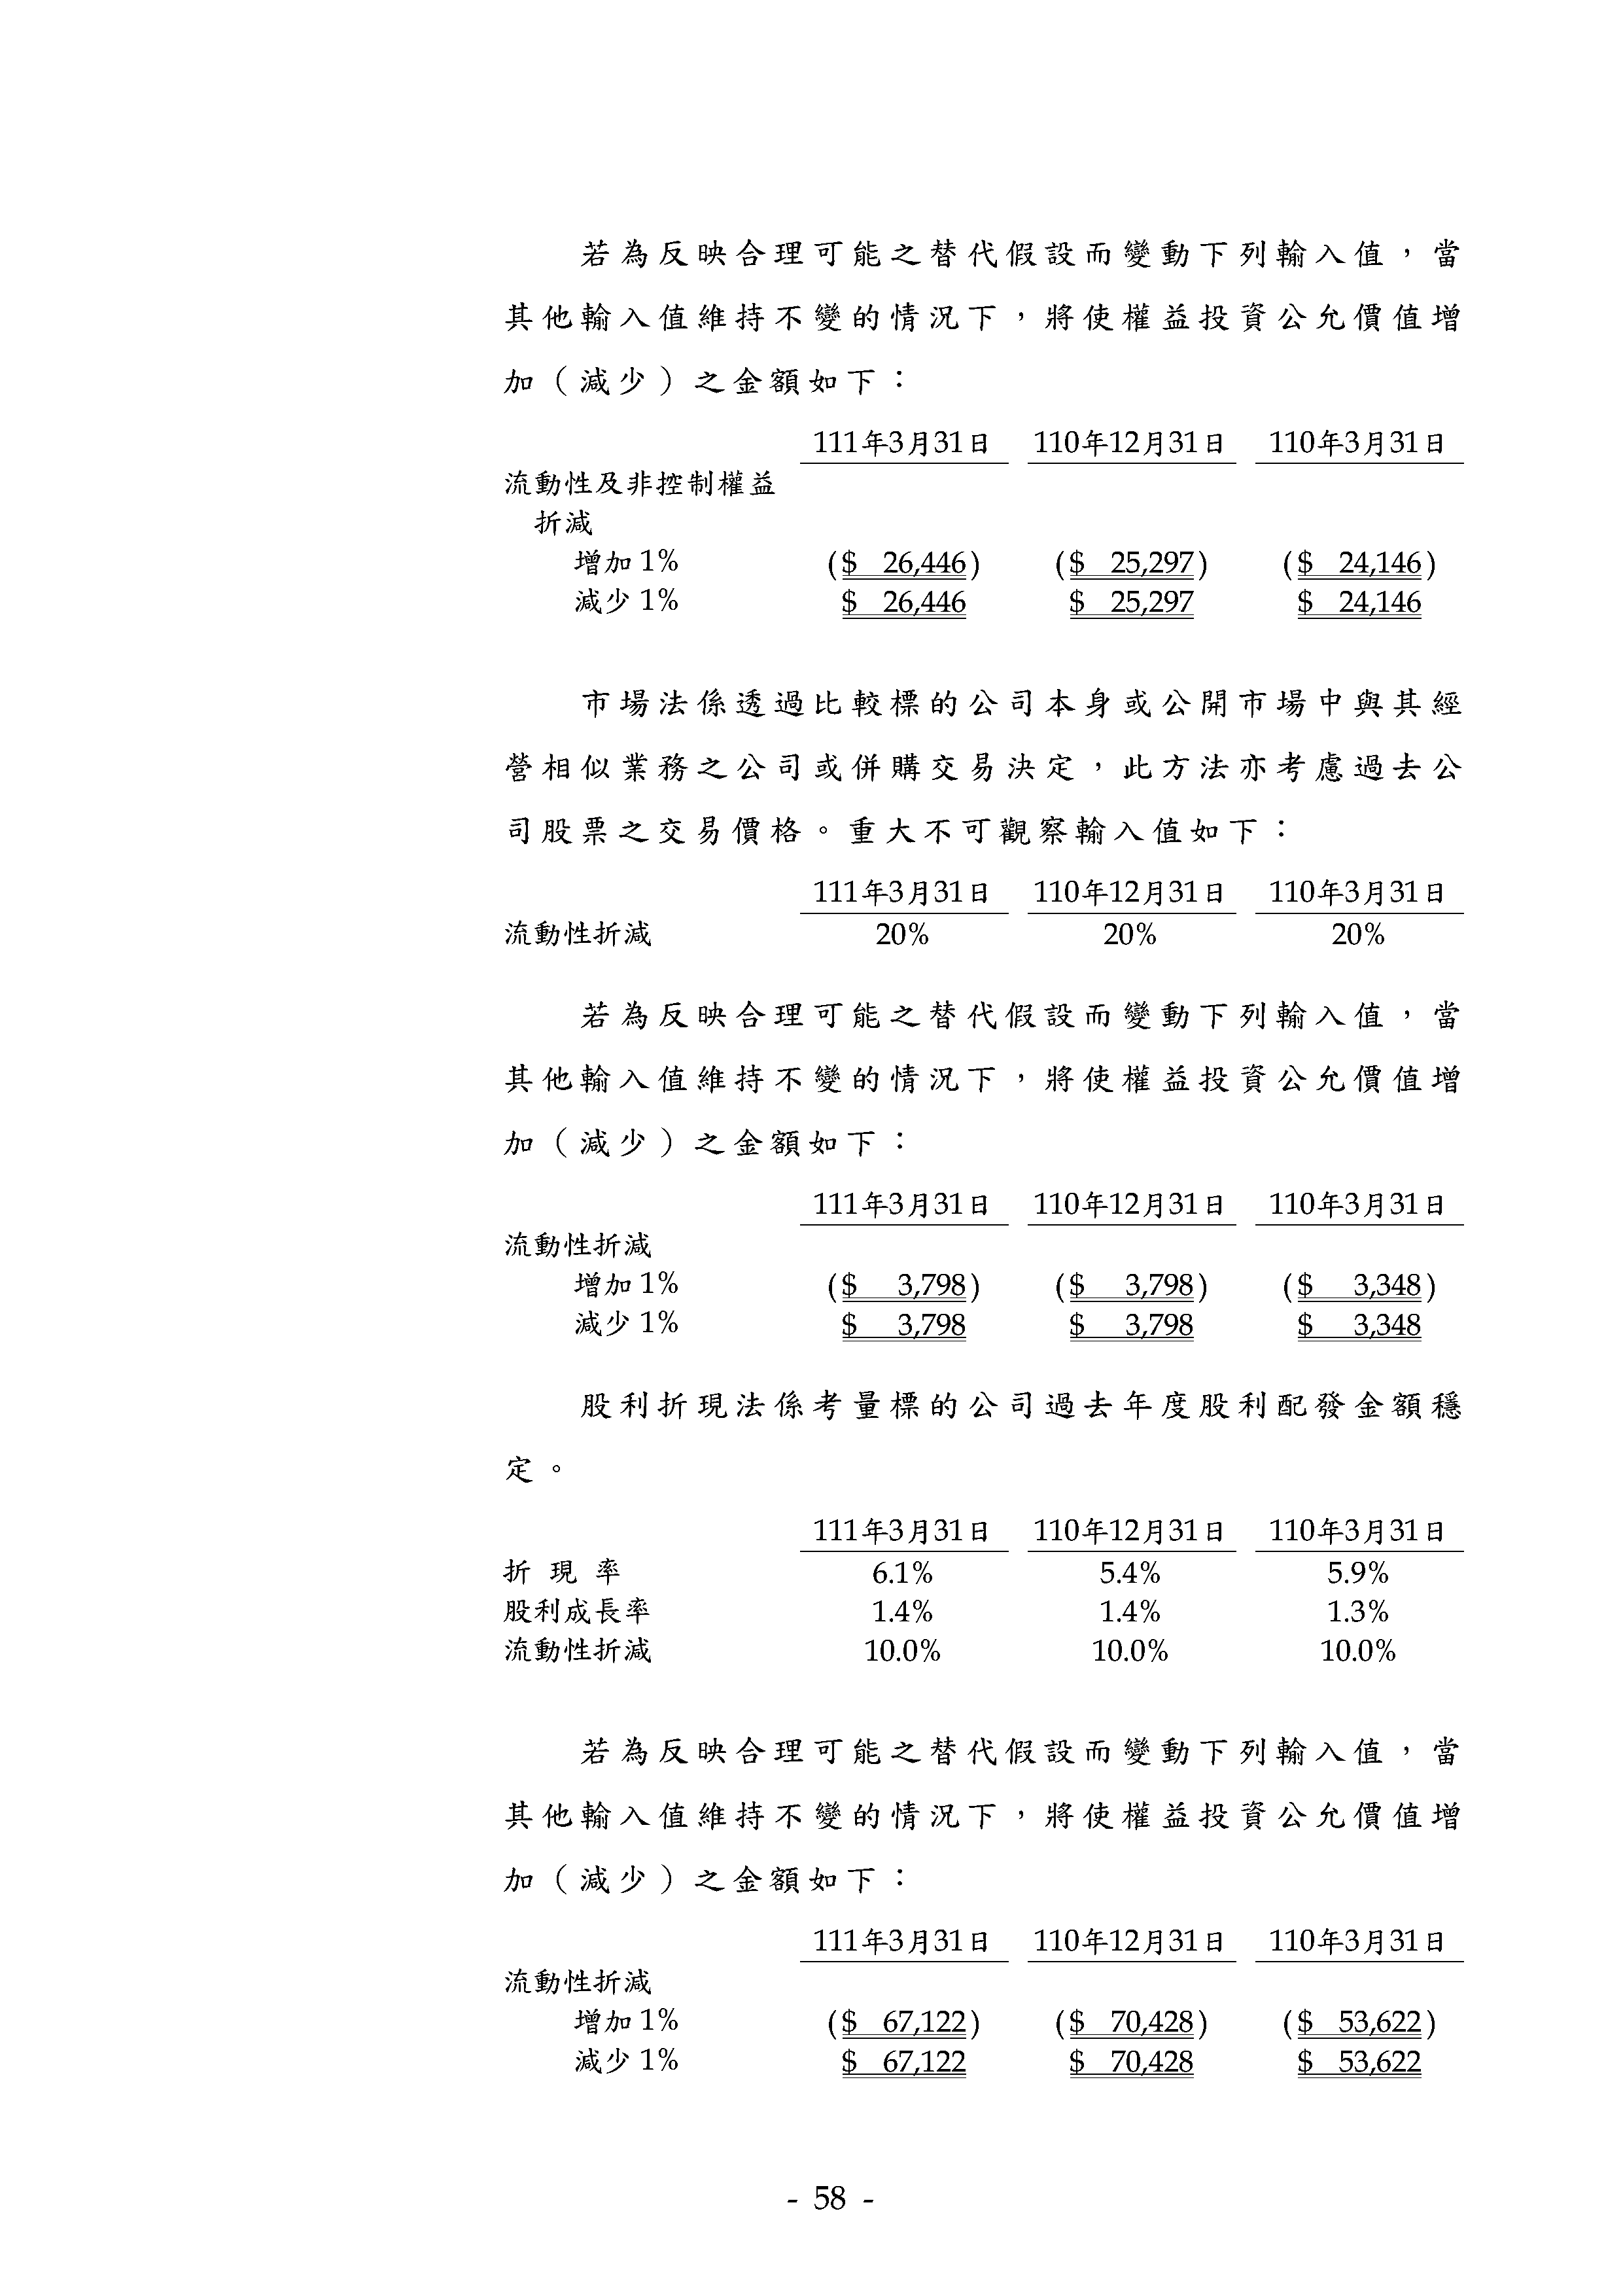 若為反映合理可能之替代假設而變動下列輸入值，當
其他輸入值維持不變的情況下，將使權益投資公允價值增
加（減少）之金額如下：
111年3月31日 110年12月31日 110年3月31日
流動性及非控制權益
折減
增加1% ($ 26,446) ($ 25,297) ($ 24,146)
減少1% $ 26,446 $ 25,297 $ 24,146
市場法係透過比較標的公司本身或公開市場中與其經
營相似業務之公司或併購交易決定，此方法亦考慮過去公
司股票之交易價格。重大不可觀察輸入值如下：
111年3月31日 110年12月31日 110年3月31日
流動性折減 20% 20% 20%
若為反映合理可能之替代假設而變動下列輸入值，當
其他輸入值維持不變的情況下，將使權益投資公允價值增
加（減少）之金額如下：
111年3月31日 110年12月31日 110年3月31日
流動性折減
增加1% ($ 3,798) ($ 3,798) ($ 3,348)
減少1% $ 3,798 $ 3,798 $ 3,348
股利折現法係考量標的公司過去年度股利配發金額穩
定。
111年3月31日 110年12月31日 110年3月31日
折現率 6.1% 5.4% 5.9%
股利成長率 1.4% 1.4% 1.3%
流動性折減 10.0% 10.0% 10.0%
若為反映合理可能之替代假設而變動下列輸入值，當
其他輸入值維持不變的情況下，將使權益投資公允價值增
加（減少）之金額如下：
111年3月31日 110年12月31日 110年3月31日
流動性折減
增加1% ($ 67,122) ($ 70,428) ($ 53,622)
減少1% $ 67,122 $ 70,428 $ 53,622
- 58 -